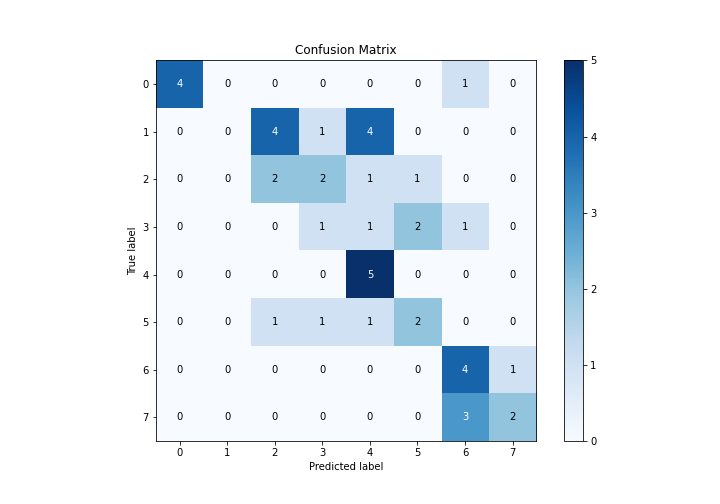 Confusion Matrix
0 4 0 0 0 0 0 1 0
1 0 0 4 1 4 0 0 0
2 0 0 2 2 1 1 0 0
3 0 0 0 1 1 2 1 0
4 0 0 0 0 5 0 0 0
5 0 0 1 1 1 2 0 0
6 0 0 0 0 0 0 4 1
7 0 0 0 0 0 0 3 2
0 1 2 3 4 5 6 7
Predicted label
True label
5
4
3
2
1
0